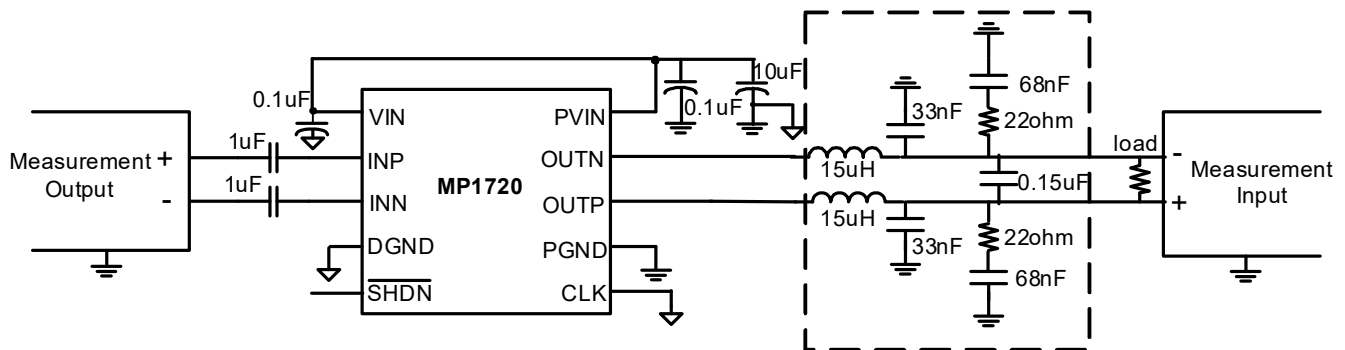 Measurement
Output
+
-
1uF
1uF
0.1uF
VIN
INP
INN
DGND
SHDN
MP1720
PVIN
OUTN
OUTP
PGND
CLK
0.1uF
10uF
15uH
15uH
33nF
33nF
68nF
22ohm
0.15uF
22ohm
68nF
load
-
+
Measurement
Input